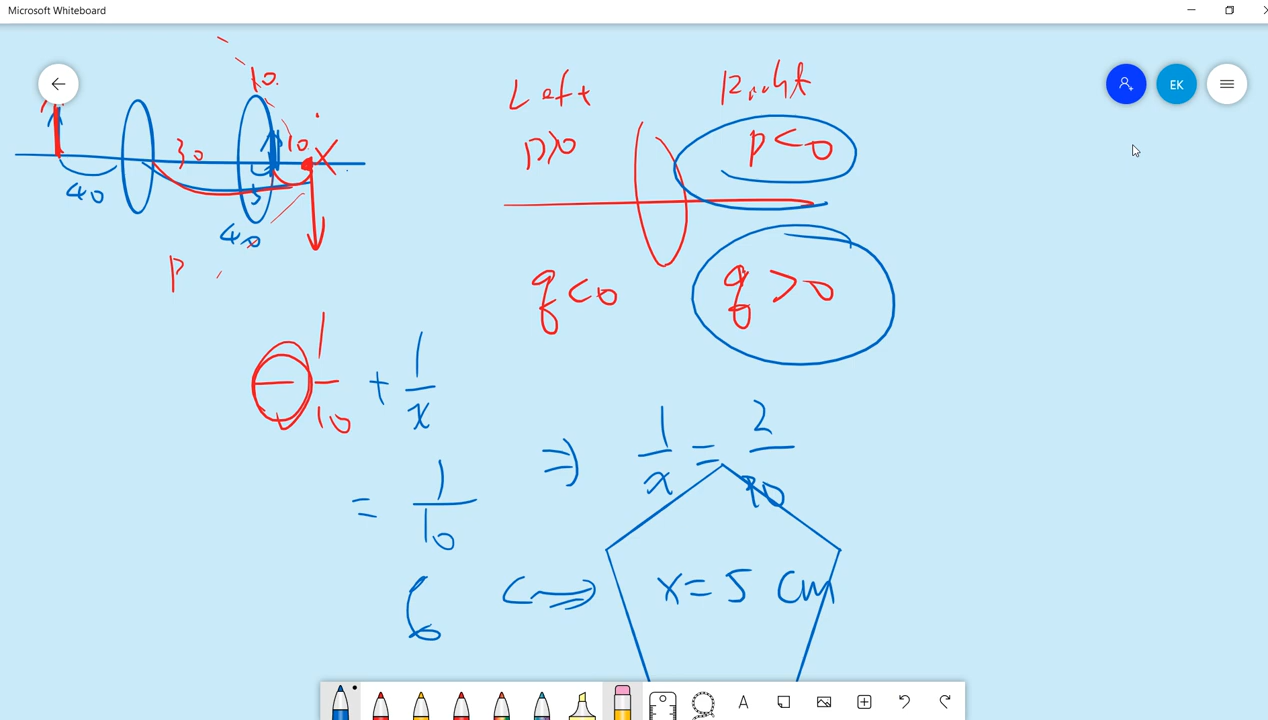 Microsoft Whiteboard
EK
10
30
10
X
40
5
40
P
Left
Right
p>0
p<0
q<0
q>0
- 1/10 + 1/x
= 1/10
⇒ 1/x = 2/10
⇔ x = 5 cm
A